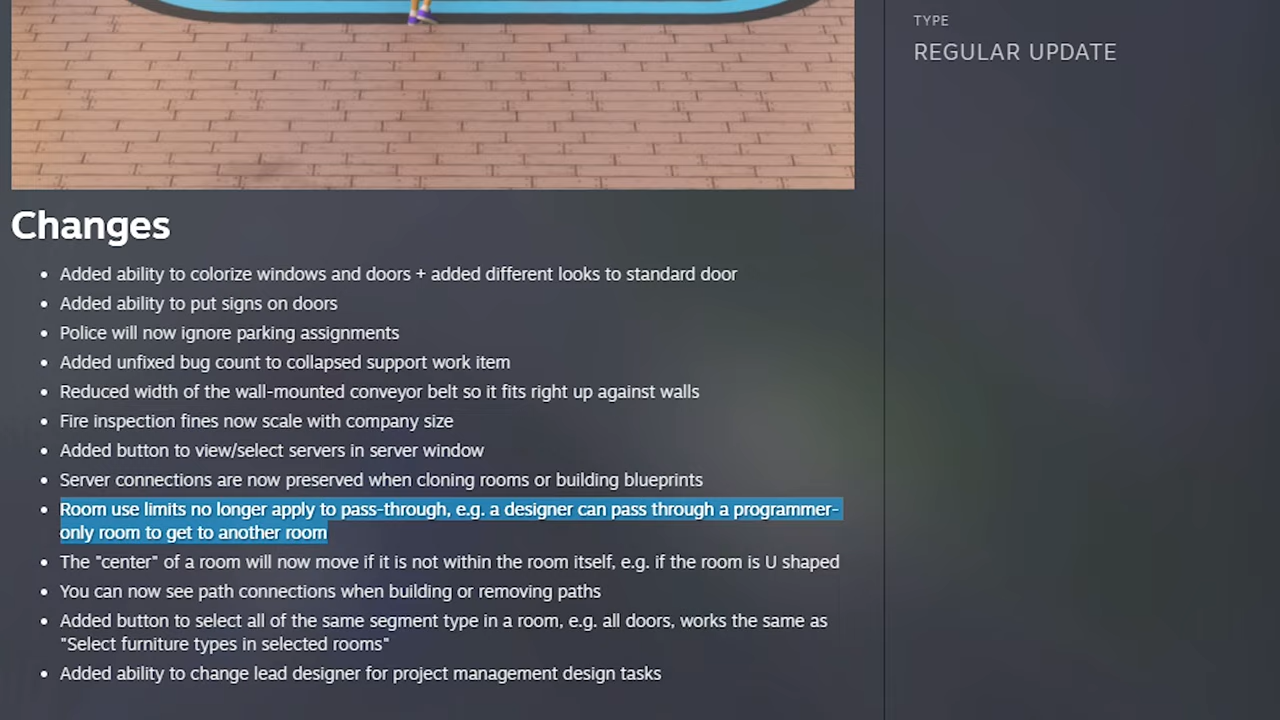 TYPE
REGULAR UPDATE
Changes
Added ability to colorize windows and doors + added different looks to standard door
Added ability to put signs on doors
Police will now ignore parking assignments
Added unfixed bug count to collapsed support work item
Reduced width of the wall-mounted conveyor belt so it fits right up against walls
Fire inspection fines now scale with company size
Added button to view/select servers in server window
Server connections are now preserved when cloning rooms or building blueprints
Room use limits no longer apply to pass-through, e.g. a designer can pass through a programmer-
only room to get to another room
The "center" of a room will now move if it is not within the room itself, e.g. if the room is U shaped
You can now see path connections when building or removing paths
Added button to select all of the same segment type in a room, e.g. all doors, works the same as
"Select furniture types in selected rooms"
Added ability to change lead designer for project management design tasks